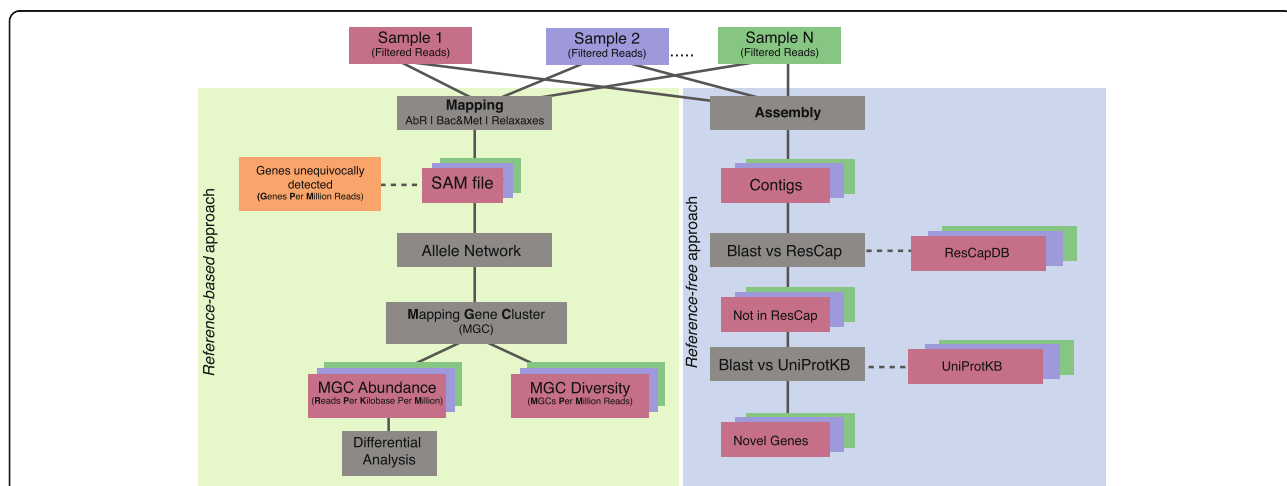 Sample 1
(Filtered Reads)
Sample 2
(Filtered Reads)
.....
Sample N
(Filtered Reads)
Reference-based approach
Mapping
AbR | Bac&Met | Relaxaxes
Genes unequivocally
detected
(Genes Per Million Reads)
SAM file
Allele Network
Mapping Gene Cluster
(MGC)
MGC Abundance
(Reads Per Kilobase Per Million)
MGC Diversity
(MGCs Per Million Reads)
Differential
Analysis
Reference-free approach
Assembly
Contigs
Blast vs ResCap
ResCapDB
Not in ResCap
Blast vs UniProtKB
UniProtKB
Novel Genes